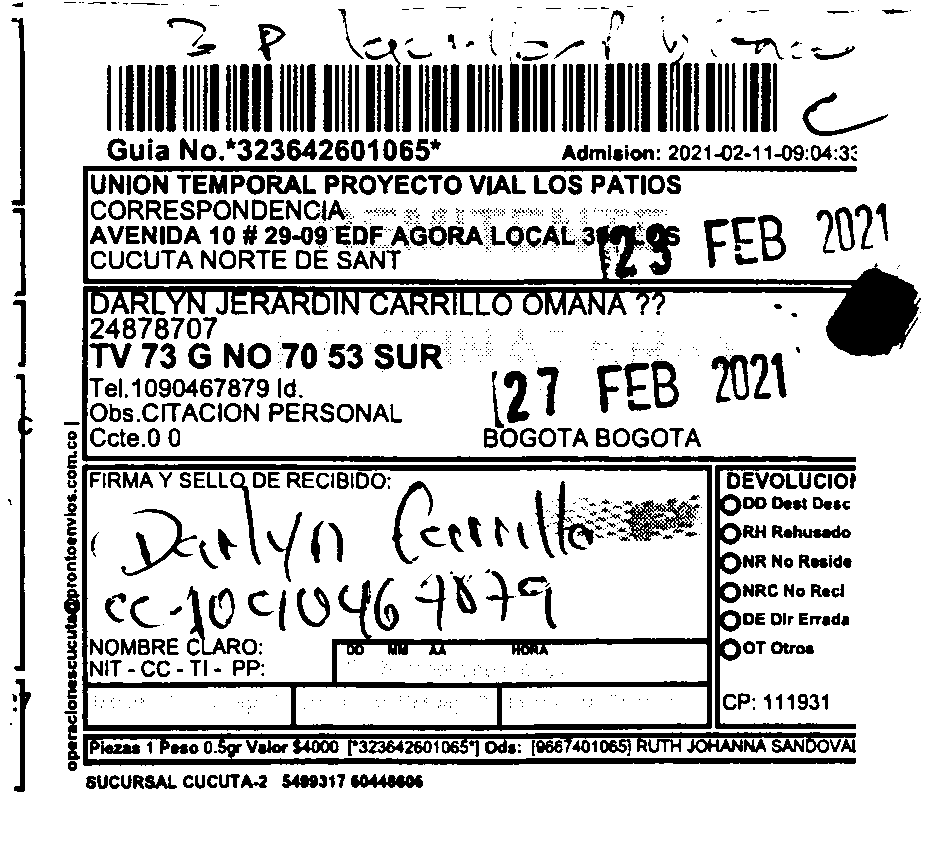 3 P
Guia No.*323642601065*
Admision: 2021-02-11-09:04:33
UNION TEMPORAL PROYECTO VIAL LOS PATIOS
CORRESPONDENCIA
AVENIDA 10 # 29-09 EDF AGORA LOCAL
CUCUTA NORTE DE SANT
23 FEB 2021
DARLYN JERARDIN CARRILLO OMANA ??
24878707
TV 73 G NO 70 53 SUR
Tel.1090467879 Id.
Obs.CITACION PERSONAL
Ccte.0 0
27 FEB 2021
BOGOTA BOGOTA
operacionescucuta@prontoenvios.com.co
FIRMA Y SELLO DE RECIBIDO:
Darlyn Carrillo
CC-1090467879
NOMBRE CLARO:
NIT - CC - TI - PP:
DD MM AA HORA
DEVOLUCION
DD Dest Desc
RH Rehusado
NR No Reside
NRC No Recl
DE Dir Errada
OT Otros
CP: 111931
Piezas 1 Peso 0.5gr Valor $4000 [*323642601065*] Ods: [9667401065] RUTH JOHANNA SANDOVAL
SUCURSAL CUCUTA-2 5499317 60448606